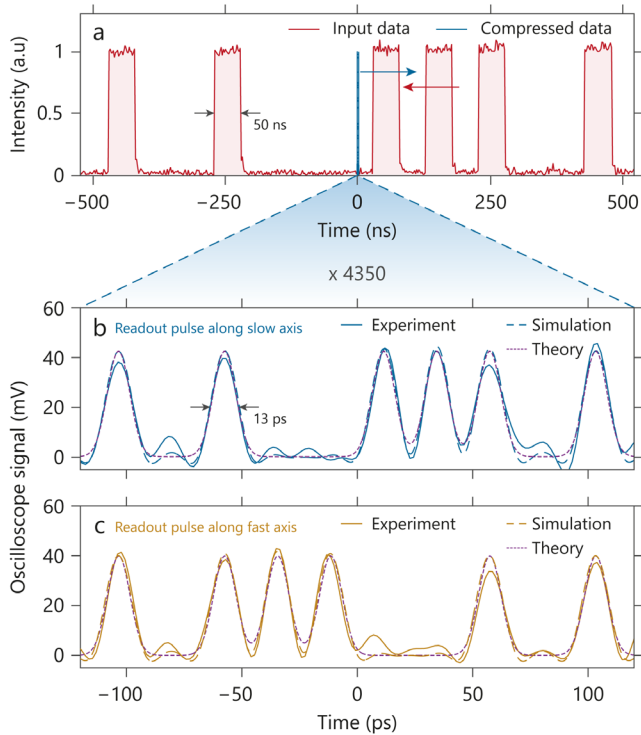 a
Input data
Compressed data
Intensity (a.u)
1
0.5
0
50 ns
−500
−250
0
250
500
Time (ns)
x 4350
Oscilloscope signal (mV)
60
40
20
0
b
Readout pulse along slow axis
Experiment
Simulation
Theory
13 ps
60
40
20
0
c
Readout pulse along fast axis
Experiment
Simulation
Theory
−100
−50
0
50
100
Time (ps)